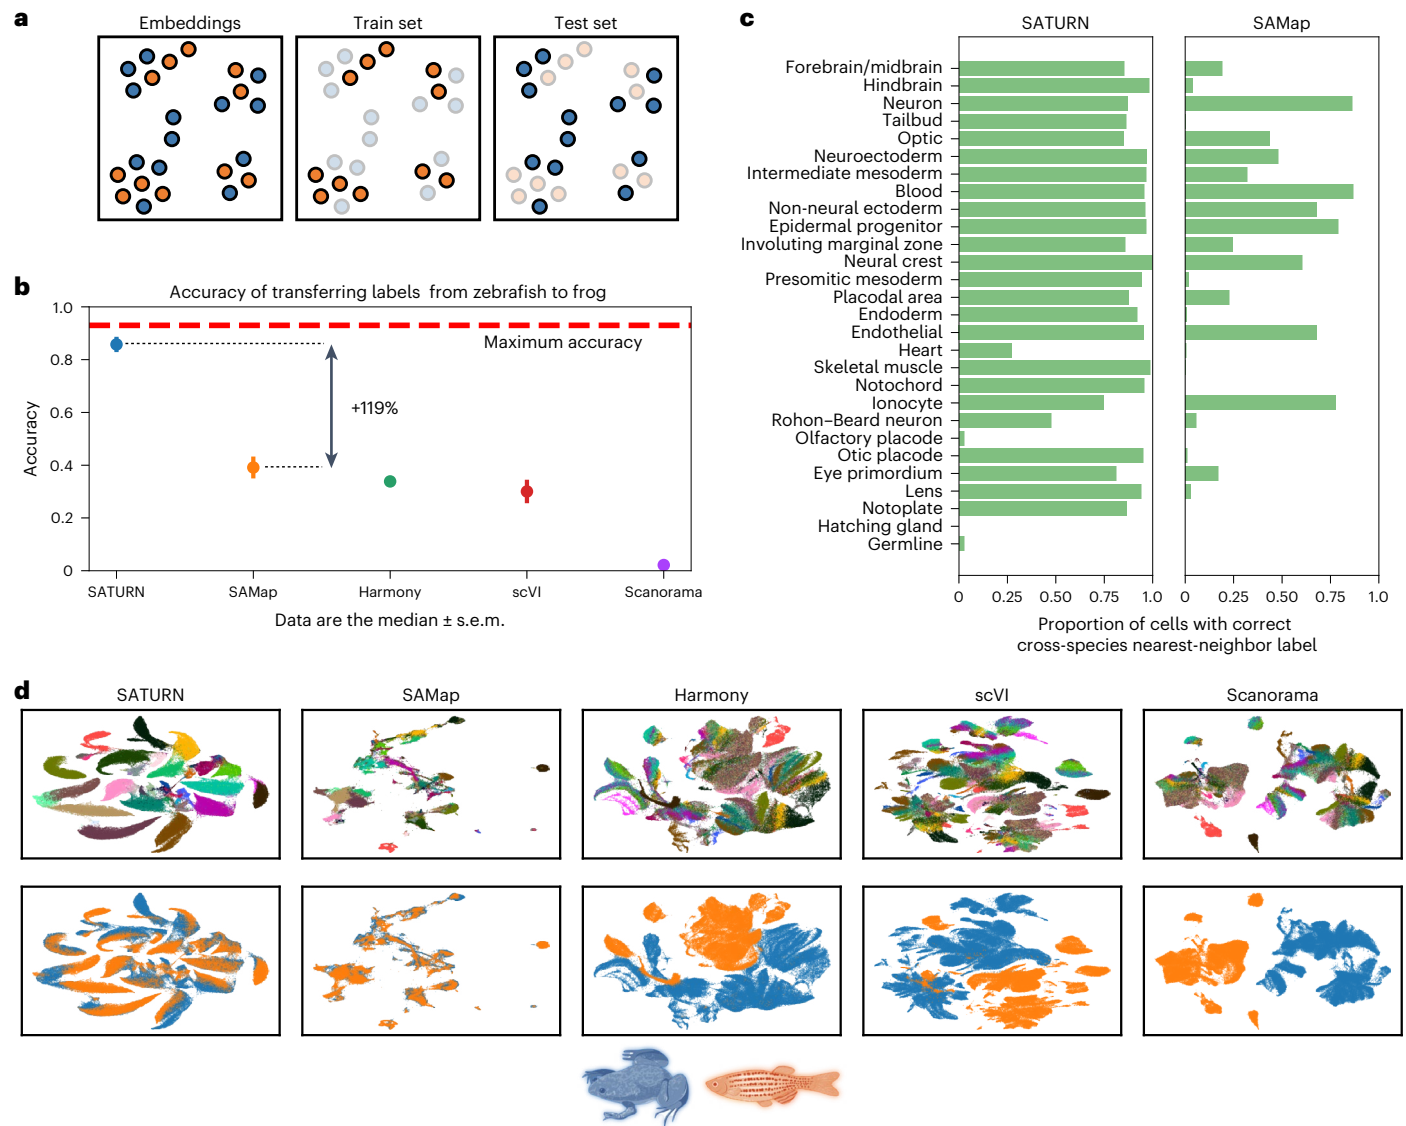 a
Embeddings
Train set
Test set
b
Accuracy of transferring labels from zebrafish to frog
1.0
0.8
0.6
0.4
0.2
0
Accuracy
Maximum accuracy
+119%
SATURN
SAMap
Harmony
scVI
Scanorama
Data are the median ± s.e.m.
c
SATURN
SAMap
Forebrain/midbrain
Hindbrain
Neuron
Tailbud
Optic
Neuroectoderm
Intermediate mesoderm
Blood
Non-neural ectoderm
Epidermal progenitor
Involuting marginal zone
Neural crest
Presomitic mesoderm
Placodal area
Endoderm
Endothelial
Heart
Skeletal muscle
Notochord
Ionocyte
Rohon–Beard neuron
Olfactory placode
Otic placode
Eye primordium
Lens
Notoplate
Hatching gland
Germline
0 0.25 0.50 0.75 1.0
0 0.25 0.50 0.75 1.0
Proportion of cells with correct
cross-species nearest-neighbor label
d
SATURN
SAMap
Harmony
scVI
Scanorama